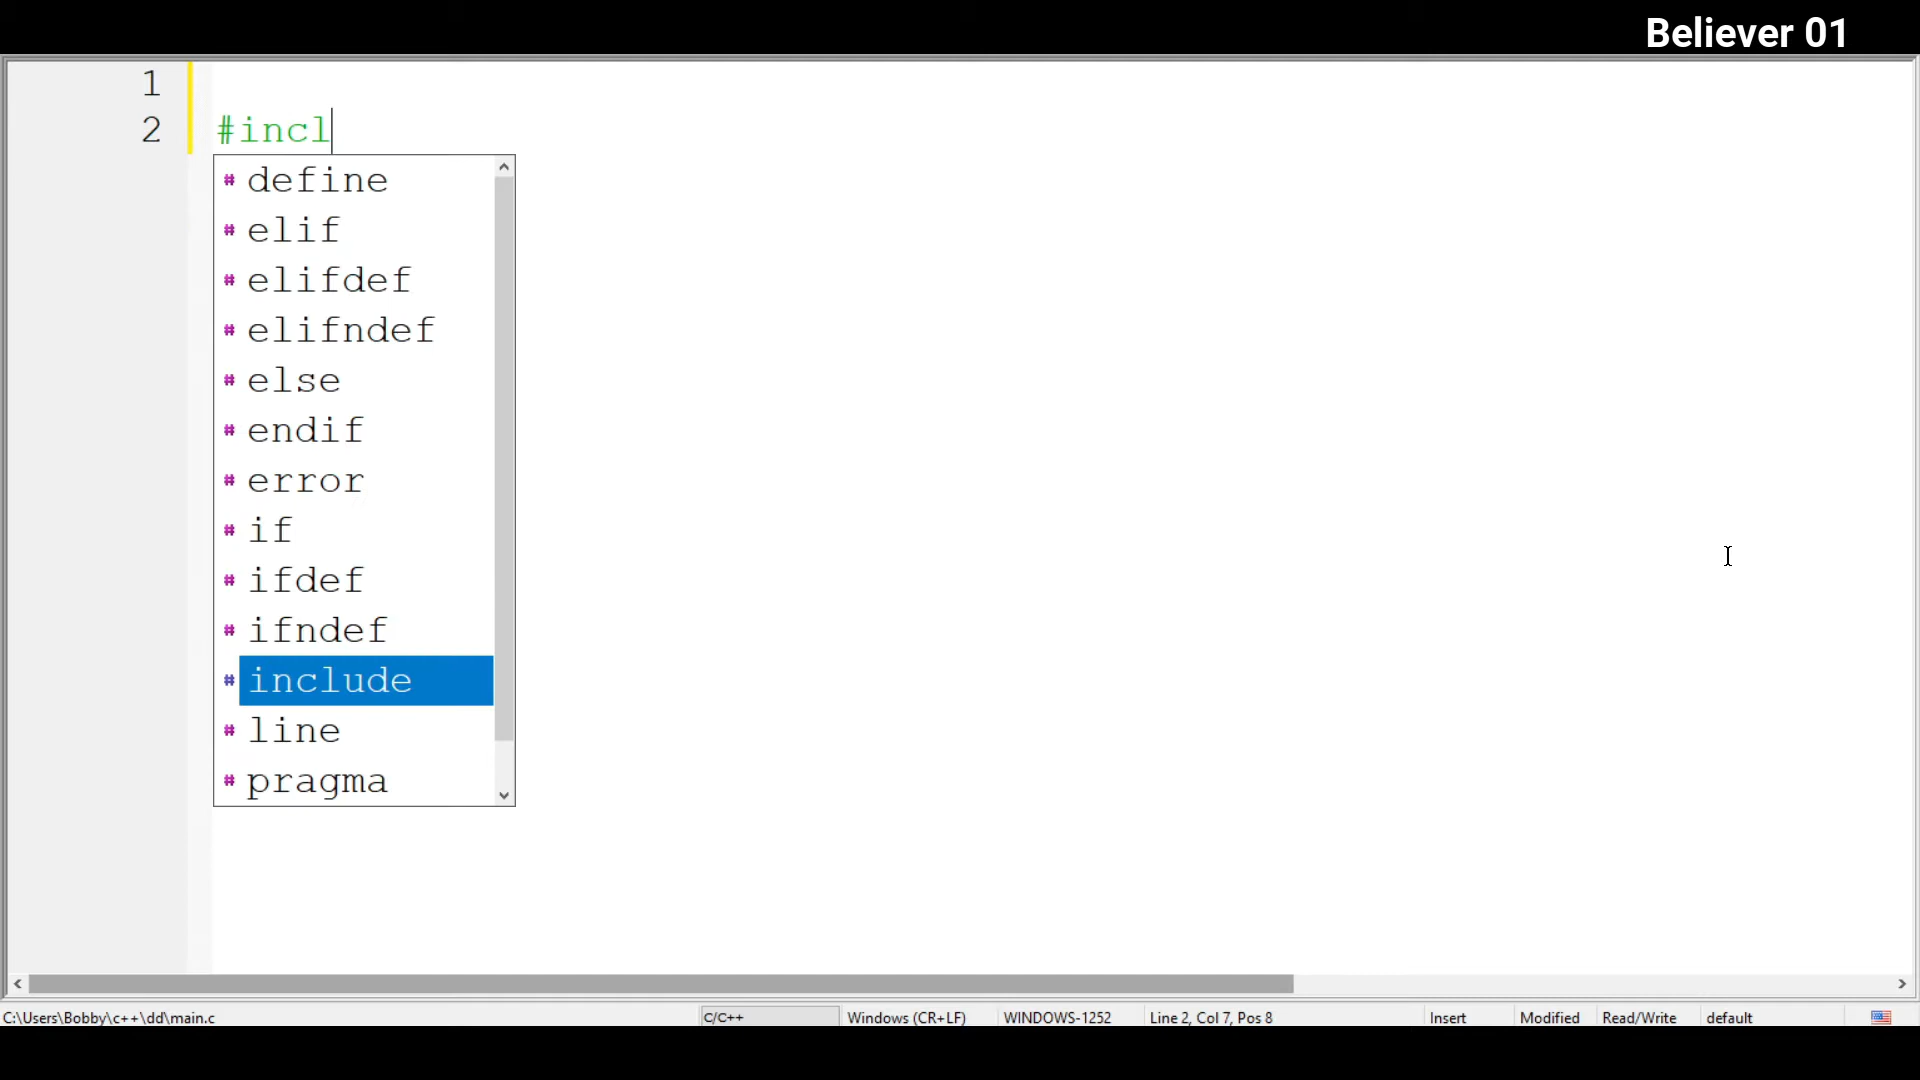 Believer 01
1
2 #incl
# define
# elif
# elifdef
# elifndef
# else
# endif
# error
# if
# ifdef
# ifndef
# include
# line
# pragma
C:\Users\Bobby\c++\dd\main.c C/C++ Windows (CR+LF) WINDOWS-1252 Line 2, Col 7, Pos 8 Insert Modified Read/Write default